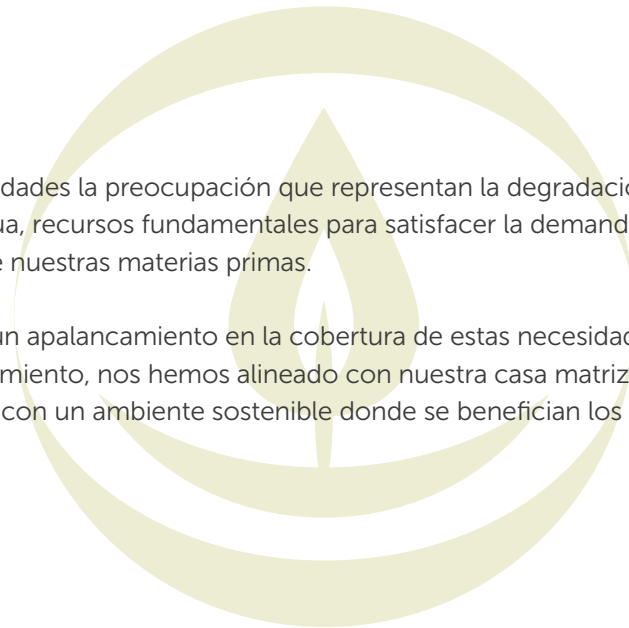 dades la preocupación que representan la degradació
ua, recursos fundamentales para satisfacer la demand
e nuestras materias primas.
un apalancamiento en la cobertura de estas necesidad
miento, nos hemos alineado con nuestra casa matriz
con un ambiente sostenible donde se benefician los